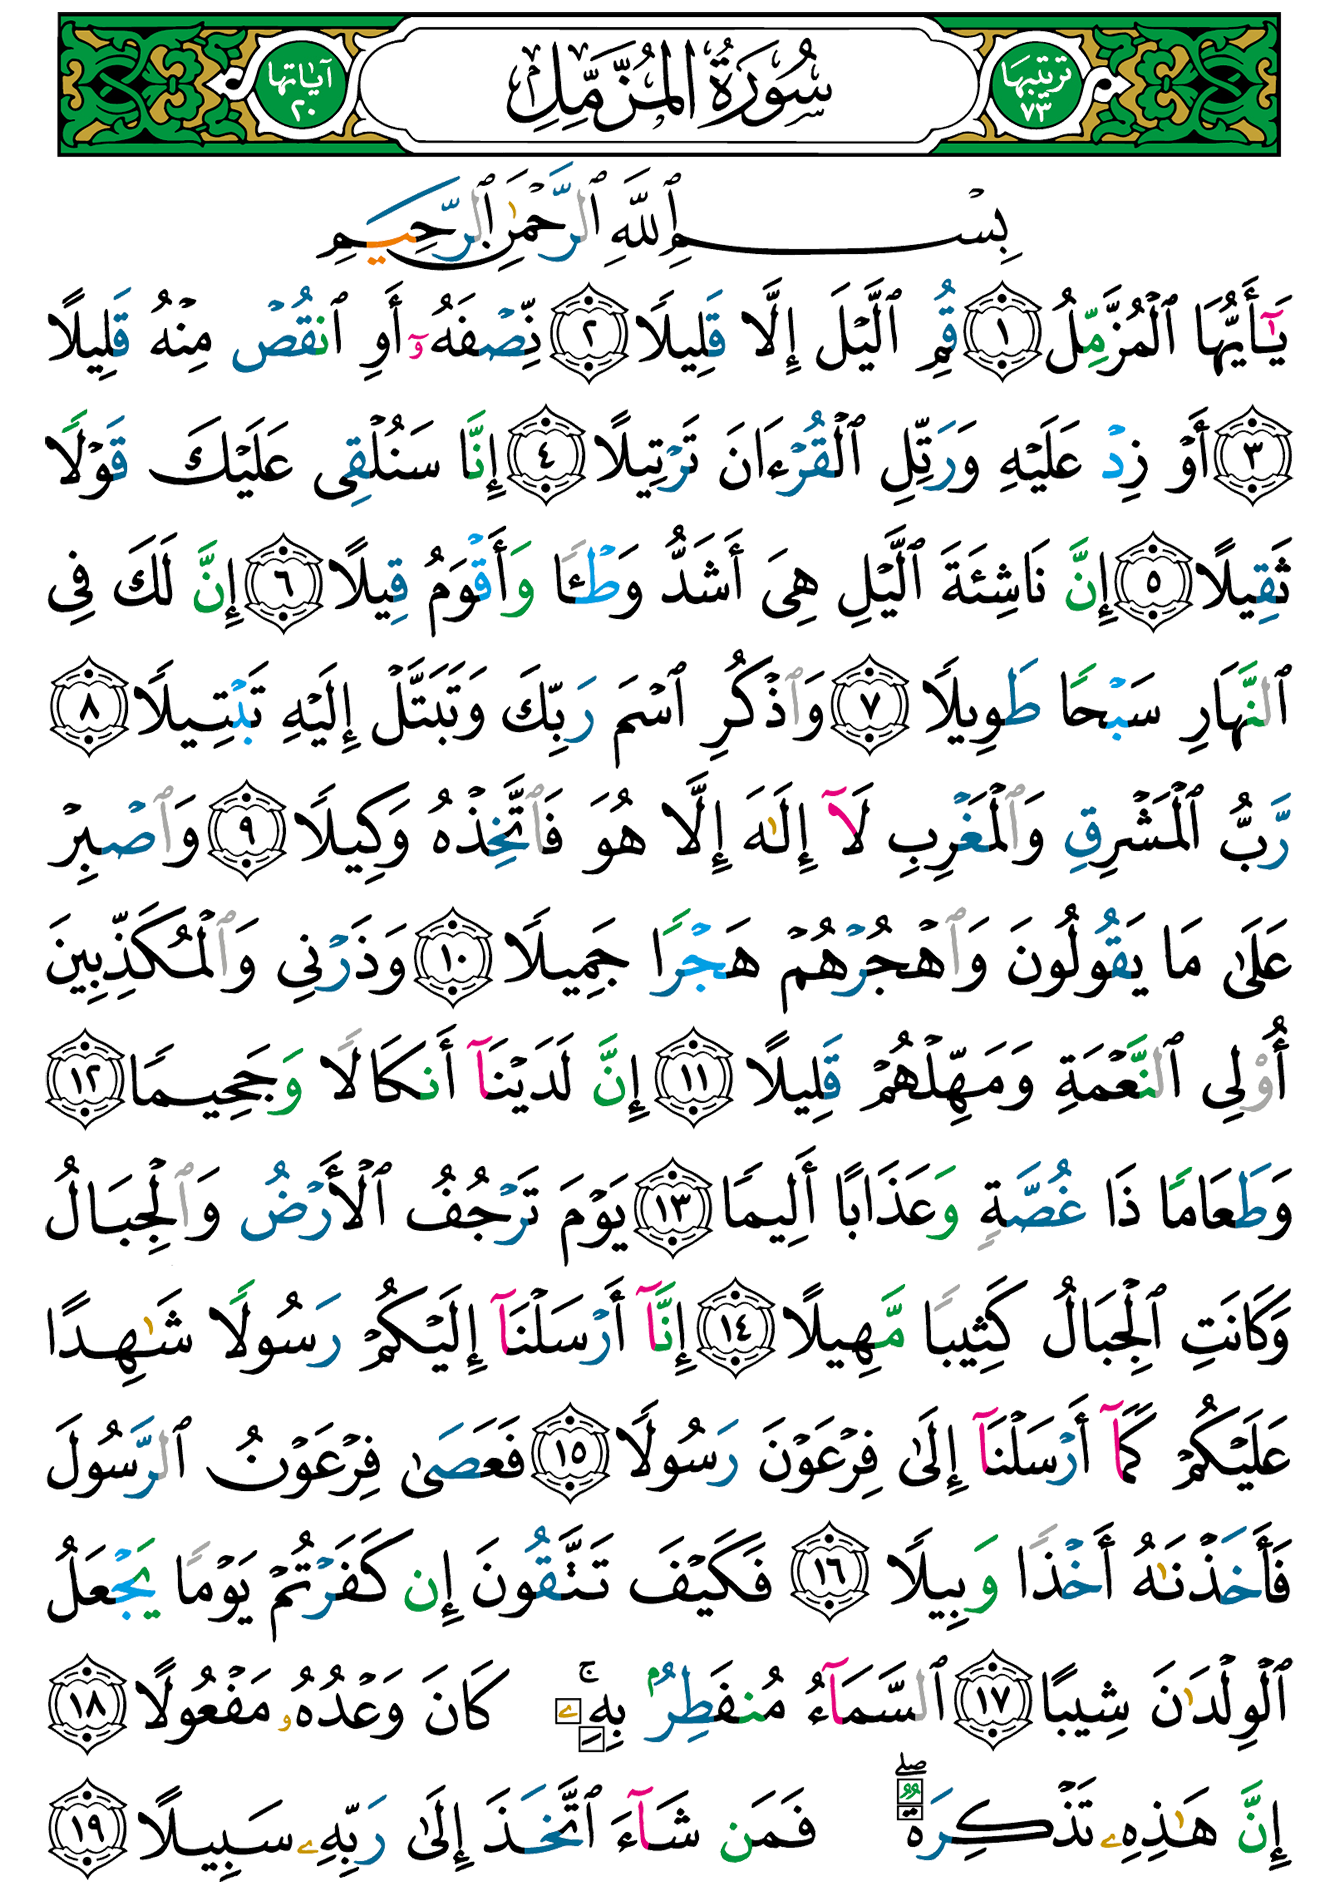 ترتيبها ٧٣
سُورَةُ الْمُزَّمِّلِ
آياتها ٢٠
بِسْمِ ٱللَّهِ ٱلرَّحْمَٰنِ ٱلرَّحِيمِ
يَٰٓأَيُّهَا ٱلْمُزَّمِّلُ ١ قُمِ ٱلَّيْلَ إِلَّا قَلِيلًا ٢ نِّصْفَهُۥٓ أَوِ ٱنقُصْ مِنْهُ قَلِيلًا
٣ أَوْ زِدْ عَلَيْهِ وَرَتِّلِ ٱلْقُرْءَانَ تَرْتِيلًا ٤ إِنَّا سَنُلْقِى عَلَيْكَ قَوْلًا
ثَقِيلًا ٥ إِنَّ نَاشِئَةَ ٱلَّيْلِ هِىَ أَشَدُّ وَطْـًٔا وَأَقْوَمُ قِيلًا ٦ إِنَّ لَكَ فِى
ٱلنَّهَارِ سَبْحًا طَوِيلًا ٧ وَٱذْكُرِ ٱسْمَ رَبِّكَ وَتَبَتَّلْ إِلَيْهِ تَبْتِيلًا ٨
رَّبُّ ٱلْمَشْرِقِ وَٱلْمَغْرِبِ لَآ إِلَٰهَ إِلَّا هُوَ فَٱتَّخِذْهُ وَكِيلًا ٩ وَٱصْبِرْ
عَلَىٰ مَا يَقُولُونَ وَٱهْجُرْهُمْ هَجْرًا جَمِيلًا ١٠ وَذَرْنِى وَٱلْمُكَذِّبِينَ
أُو۟لِى ٱلنَّعْمَةِ وَمَهِّلْهُمْ قَلِيلًا ١١ إِنَّ لَدَيْنَآ أَنكَالًا وَجَحِيمًا ١٢
وَطَعَامًا ذَا غُصَّةٍ وَعَذَابًا أَلِيمًا ١٣ يَوْمَ تَرْجُفُ ٱلْأَرْضُ وَٱلْجِبَالُ
وَكَانَتِ ٱلْجِبَالُ كَثِيبًا مَّهِيلًا ١٤ إِنَّآ أَرْسَلْنَآ إِلَيْكُمْ رَسُولًا شَٰهِدًا
عَلَيْكُمْ كَمَآ أَرْسَلْنَآ إِلَىٰ فِرْعَوْنَ رَسُولًا ١٥ فَعَصَىٰ فِرْعَوْنُ ٱلرَّسُولَ
فَأَخَذْنَٰهُ أَخْذًا وَبِيلًا ١٦ فَكَيْفَ تَتَّقُونَ إِن كَفَرْتُمْ يَوْمًا يَجْعَلُ
ٱلْوِلْدَٰنَ شِيبًا ١٧ ٱلسَّمَآءُ مُنفَطِرٌۢ بِهِۦ ۚ كَانَ وَعْدُهُۥ مَفْعُولًا ١٨
إِنَّ هَٰذِهِۦ تَذْكِرَةٌ ۖ فَمَن شَآءَ ٱتَّخَذَ إِلَىٰ رَبِّهِۦ سَبِيلًا ١٩